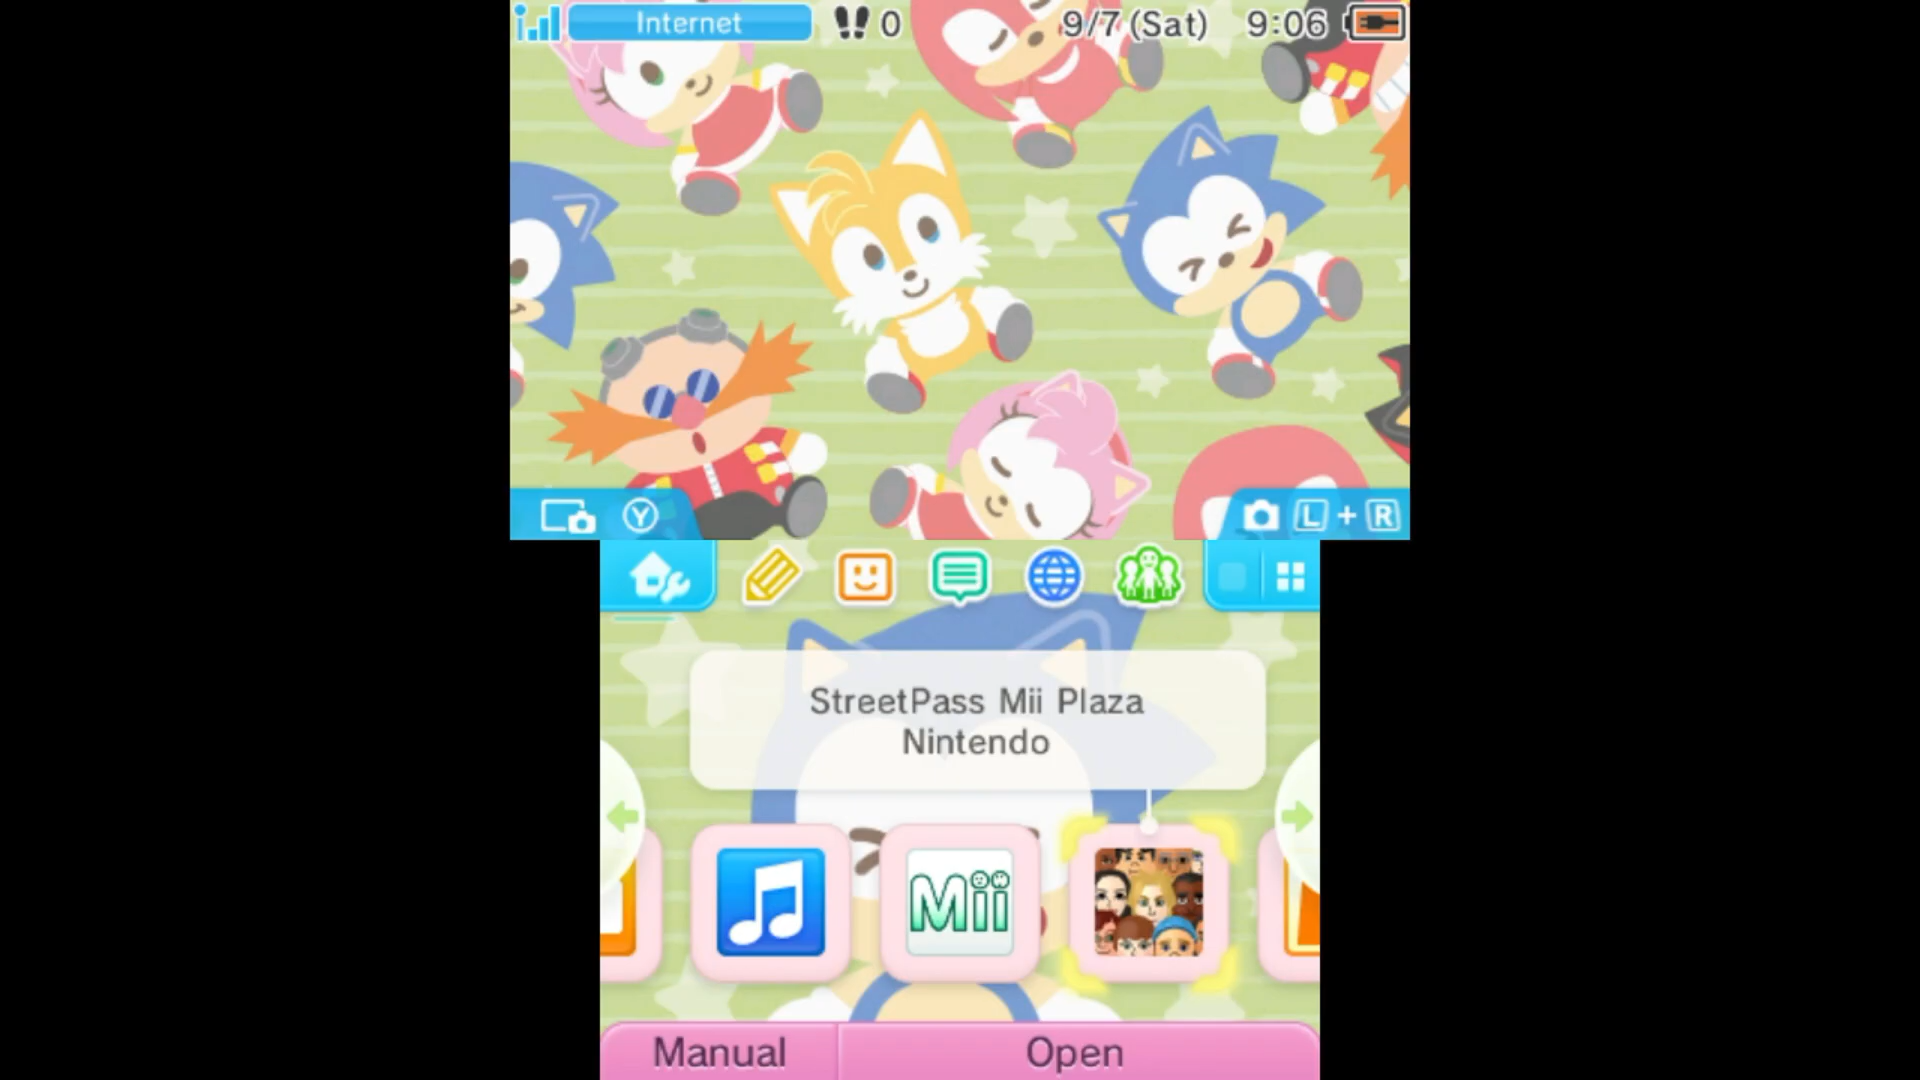 Internet 0 9/7 (Sat) 9:06
Y L + R
StreetPass Mii Plaza
Nintendo
Mii
Manual Open